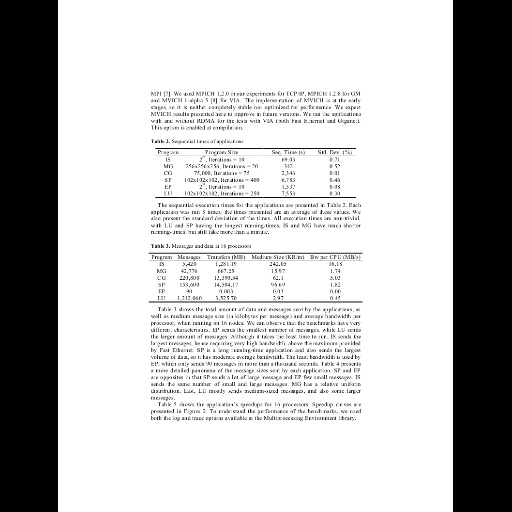 MPI [7]. We used MPICH 1.2.0 in our experiments for TCP/IP, MPICH 1.2.8 for GM
and MVICH 1-alpha 5 [8] for VIA. The implementation of MVICH is at the early
stages, so it is neither completely stable nor optimized for performance. We expect
MVICH results presented here to improve in future versions. We ran the applications
with and without RDMA for the tests with VIA (both Fast Ethernet and Giganet).
This option is enabled at compilation.
Table 2. Sequential times of applications
Program Program Size Seq. Time (s) Std. Dev. (%)
IS Iterations = 10 69.03 0.71
MG 256x256x256, Iterations = 20 342 0.52
CG 75,000, Iterations = 75 2,346 0.01
SP 102x102x102, Iterations = 400 6,783 0.46
EP Iterations = 10 1,537 0.08
LU 102x102x102, Iterations = 250 7,553 0.30
The sequential execution times for the applications are presented in Table 2. Each
application was run 5 times, the times presented are an average of these values. We
also present the standard deviation of the times. All execution times are non-trivial,
with LU and SP having the longest running-times. IS and MG have much shorter
running-times, but still take more than a minute.
Table 3. Messages and data at 16 processors
Program Messages Transfers (MB) Medium Size (KB/m) Bw per CPU (MB/s)
IS 5,420 1,281.19 242.05 16.18
MG 42,776 667.25 15.97 1.74
CG 220,800 13,390.54 62.1 5.03
SP 153,600 14,504.17 96.69 1.82
EP 90 0.003 0.03 0.00
LU 1,212,060 3,525.70 2.97 0.45
Table 3 shows the total amount of data and messages sent by the applications, as
well as medium message size (in kilobytes per message) and average bandwidth per
processor, when running on 16 nodes. We can observe that the benchmarks have very
different characteristics. EP sends the smallest number of messages, while LU sends
the larger amount of messages. Although it takes the least time to run, IS sends the
largest messages, hence requiring very high bandwidth, above the maximum provided
by Fast Ethernet. SP is a long running-time application and also sends the largest
volume of data, so it has moderate average bandwidth. The least bandwidth is used by
EP, which only sends 90 messages in more than a thousand seconds. Table 4 presents
a more detailed panorama of the message sizes sent by each application. SP and EP
are opposites in that SP sends a lot of large message and EP few small messages. IS
sends the same number of small and large messages. MG has a relative uniform
distribution. Last, LU mostly sends medium-sized messages, and also some larger
messages.
Table 5 shows the application's speedups for 16 processors. Speedup curves are
presented in Figure 2. To understand the performance of the benchmarks, we used
both the log and trace options available at the Multiprocessing Environment library.